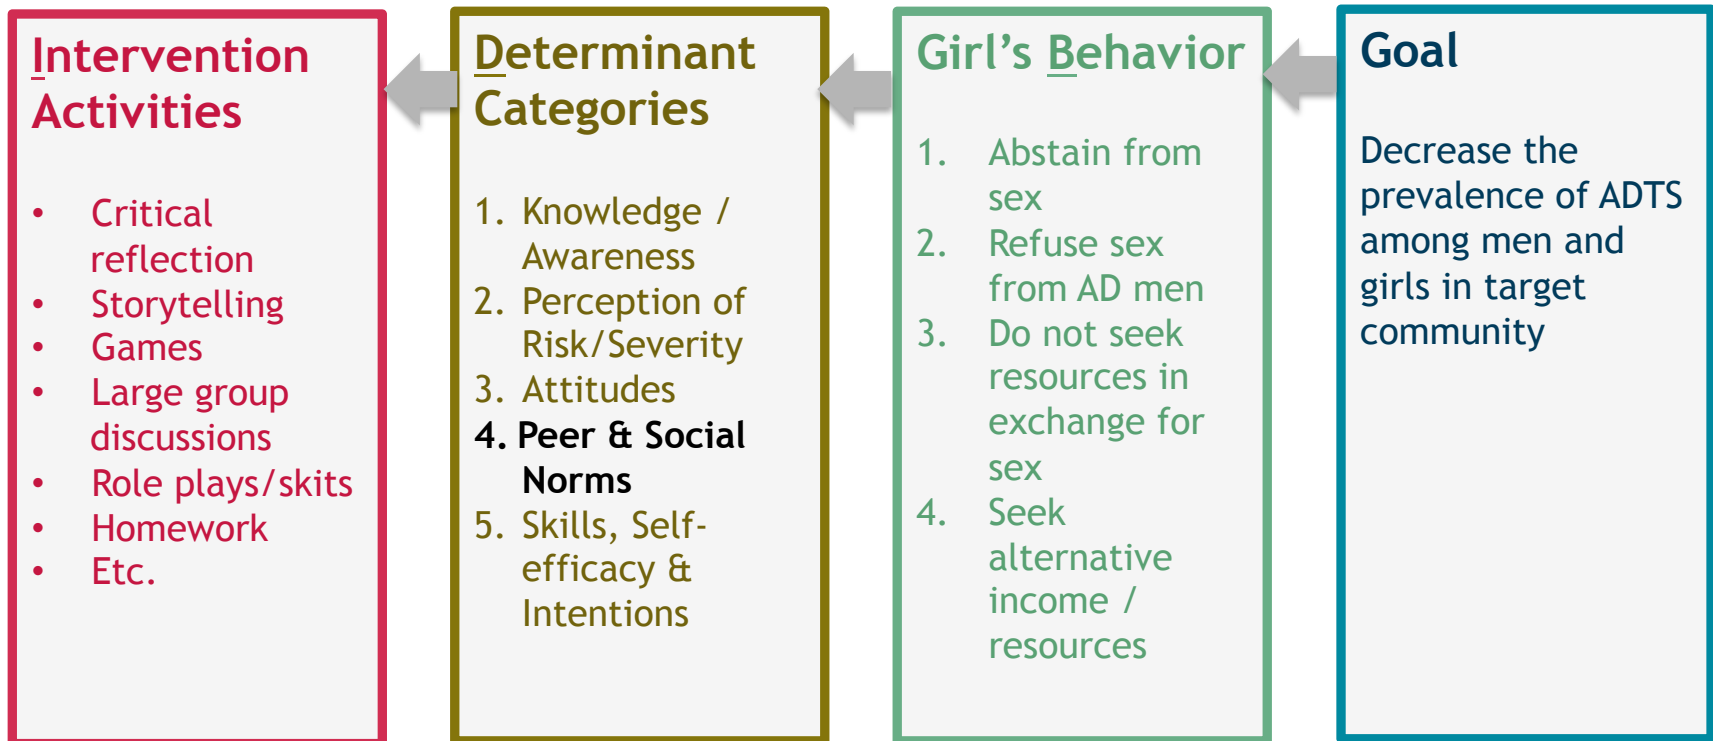 Intervention
Activities
• Critical
reflection
• Storytelling
• Games
• Large group
discussions
• Role plays/skits
• Homework
• Etc.
Determinant
Categories
1. Knowledge /
Awareness
2. Perception of
Risk/Severity
3. Attitudes
4. Peer & Social
Norms
5. Skills, Self-
efficacy &
Intentions
Girl’s Behavior
1. Abstain from
sex
2. Refuse sex
from AD men
3. Do not seek
resources in
exchange for
sex
4. Seek
alternative
income /
resources
Goal
Decrease the
prevalence of ADTS
among men and
girls in target
community